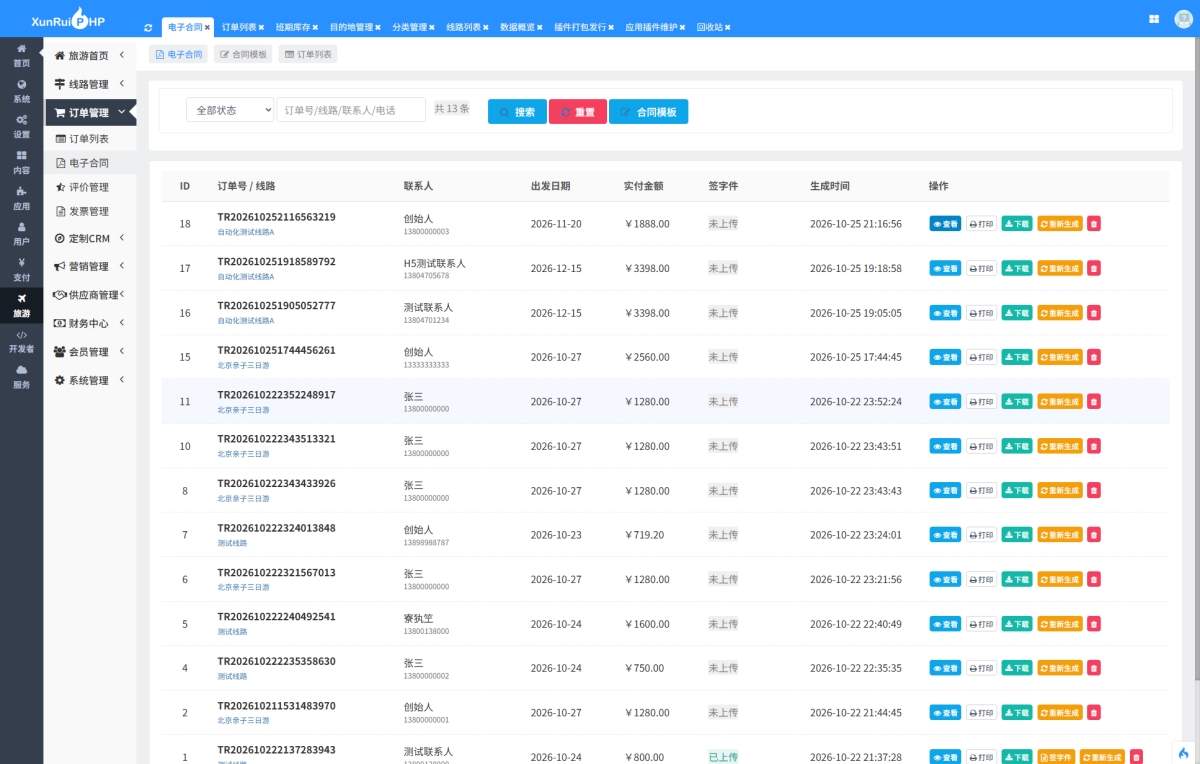 XunRuiPHP
电子合同 订单列表 班期库存 目的地管理 分类管理 线路列表 数据概览 插件打包发行 应用插件维护 回收站
首页
系统
设置
内容
应用
用户
支付
旅游
开发者
服务
旅游首页
线路管理
订单管理
订单列表
电子合同
评价管理
发票管理
定制CRM
营销管理
供应商管理
财务中心
会员管理
系统管理
电子合同 合同模板 订单列表
全部状态 订单号/线路/联系人/电话 共 13 条 搜索 重置 合同模板
ID 订单号 / 线路 联系人 出发日期 实付金额 签字件 生成时间 操作
18 TR202610252116563219 创始人 2026-11-20 ￥1888.00 未上传 2026-10-25 21:16:56 查看 打印 下载 重新生成
自动化测试线路A 13800000003
17 TR202610251918589792 H5测试联系人 2026-12-15 ￥3398.00 未上传 2026-10-25 19:18:58 查看 打印 下载 重新生成
自动化测试线路A 13804705678
16 TR202610251905052777 测试联系人 2026-12-15 ￥3398.00 未上传 2026-10-25 19:05:05 查看 打印 下载 重新生成
自动化测试线路A 13804701234
15 TR202610251744456261 创始人 2026-10-27 ￥2560.00 未上传 2026-10-25 17:44:45 查看 打印 下载 重新生成
北京亲子三日游 13333333333
11 TR202610222352248917 张三 2026-10-27 ￥1280.00 未上传 2026-10-22 23:52:24 查看 打印 下载 重新生成
北京亲子三日游 13800000000
10 TR202610222343513321 张三 2026-10-27 ￥1280.00 未上传 2026-10-22 23:43:51 查看 打印 下载 重新生成
北京亲子三日游 13800000000
8 TR202610222343433926 张三 2026-10-27 ￥1280.00 未上传 2026-10-22 23:43:43 查看 打印 下载 重新生成
北京亲子三日游 13800000000
7 TR202610222324013848 创始人 2026-10-23 ￥719.20 未上传 2026-10-22 23:24:01 查看 打印 下载 重新生成
测试线路 13898988787
6 TR202610222321567013 张三 2026-10-27 ￥1280.00 未上传 2026-10-22 23:21:56 查看 打印 下载 重新生成
北京亲子三日游 13800000000
5 TR202610222240492541 寮犱笁 2026-10-24 ￥1600.00 未上传 2026-10-22 22:40:49 查看 打印 下载 重新生成
测试线路 13800138000
4 TR202610222235358630 张三 2026-10-24 ￥750.00 未上传 2026-10-22 22:35:35 查看 打印 下载 重新生成
测试线路 13800000002
2 TR202610211531483970 创始人 2026-10-27 ￥1280.00 未上传 2026-10-22 21:44:45 查看 打印 下载 重新生成
北京亲子三日游 13800000001
1 TR202610222137283943 测试联系人 2026-10-24 ￥800.00 已上传 2026-10-22 21:37:28 查看 打印 下载 签字件 重新生成